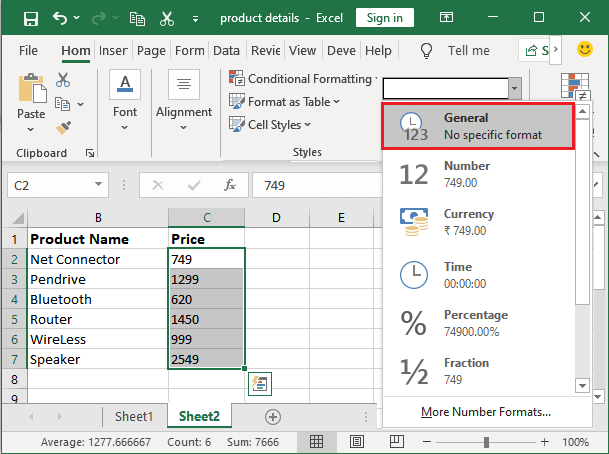 product details - Excel Sign in
File Hom Inser Page Form Data Revie View Deve Help Tell me S
Paste
Clipboard
Font
Alignment
Conditional Formatting
Format as Table
Cell Styles
Styles
General
No specific format
123
12
Number
749.00
Currency
₹ 749.00
Time
00:00:00
%
Percentage
74900.00%
½
Fraction
749
More Number Formats...
C2 fx 749
B C D E
1 Product Name Price
2 Net Connector 749
3 Pendrive 1299
4 Bluetooth 620
5 Router 1450
6 WireLess 999
7 Speaker 2549
8
9
Sheet1 Sheet2
Average: 1277.666667 Count: 6 Sum: 7666 100%